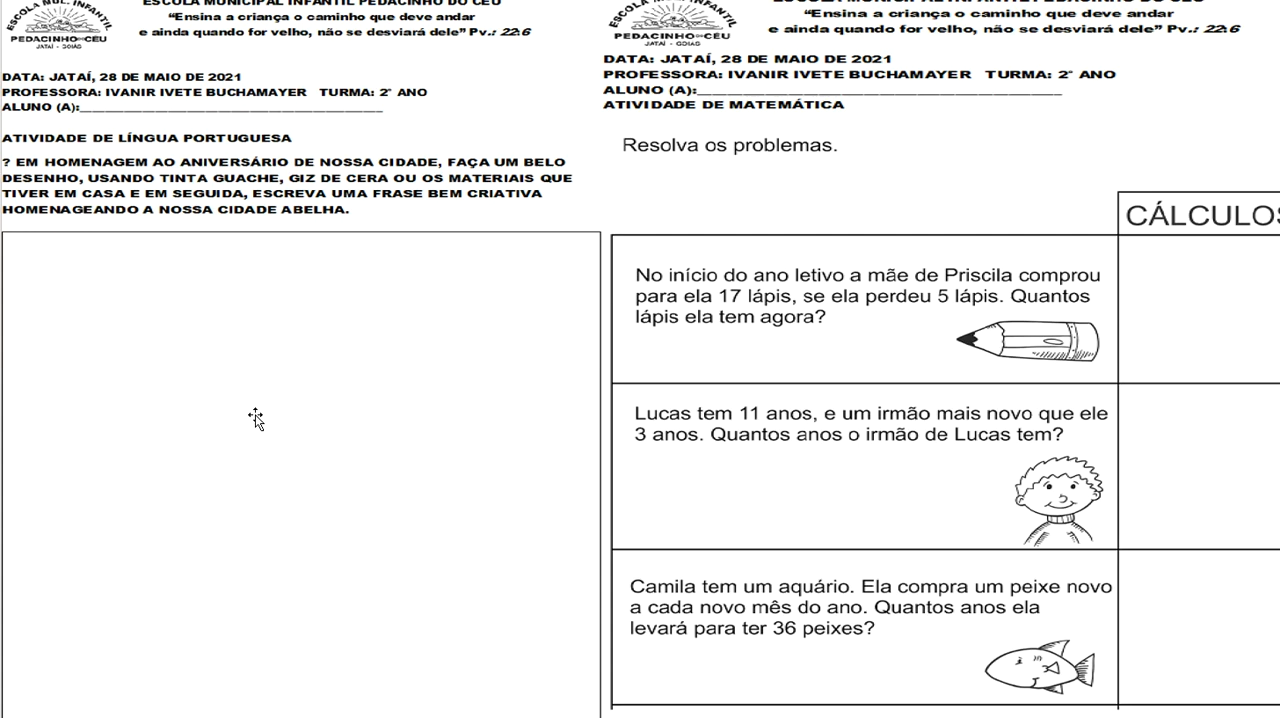 ESCOLA MUL. INFANTIL
PEDACINHO DO CÉU
JATAÍ - GOIÁS
ESCOLA MUNICIPAL INFANTIL PEDACINHO DO CÉU
“Ensina a criança o caminho que deve andar
e ainda quando for velho, não se desviará dele” Pv.: 22:6
DATA: JATAÍ, 28 DE MAIO DE 2021
PROFESSORA: IVANIR IVETE BUCHAMAYER TURMA: 2° ANO
ALUNO (A):
ATIVIDADE DE LÍNGUA PORTUGUESA
? EM HOMENAGEM AO ANIVERSÁRIO DE NOSSA CIDADE, FAÇA UM BELO
DESENHO, USANDO TINTA GUACHE, GIZ DE CERA OU OS MATERIAIS QUE
TIVER EM CASA E EM SEGUIDA, ESCREVA UMA FRASE BEM CRIATIVA
HOMENAGEANDO A NOSSA CIDADE ABELHA.
PEDACINHO DO CÉU
JATAÍ - GOIÁS
“Ensina a criança o caminho que deve andar
e ainda quando for velho, não se desviará dele” Pv.: 22:6
DATA: JATAÍ, 28 DE MAIO DE 2021
PROFESSORA: IVANIR IVETE BUCHAMAYER TURMA: 2° ANO
ALUNO (A):
ATIVIDADE DE MATEMÁTICA
Resolva os problemas.
CÁLCULOS
No início do ano letivo a mãe de Priscila comprou
para ela 17 lápis, se ela perdeu 5 lápis. Quantos
lápis ela tem agora?
Lucas tem 11 anos, e um irmão mais novo que ele
3 anos. Quantos anos o irmão de Lucas tem?
Camila tem um aquário. Ela compra um peixe novo
a cada novo mês do ano. Quantos anos ela
levará para ter 36 peixes?